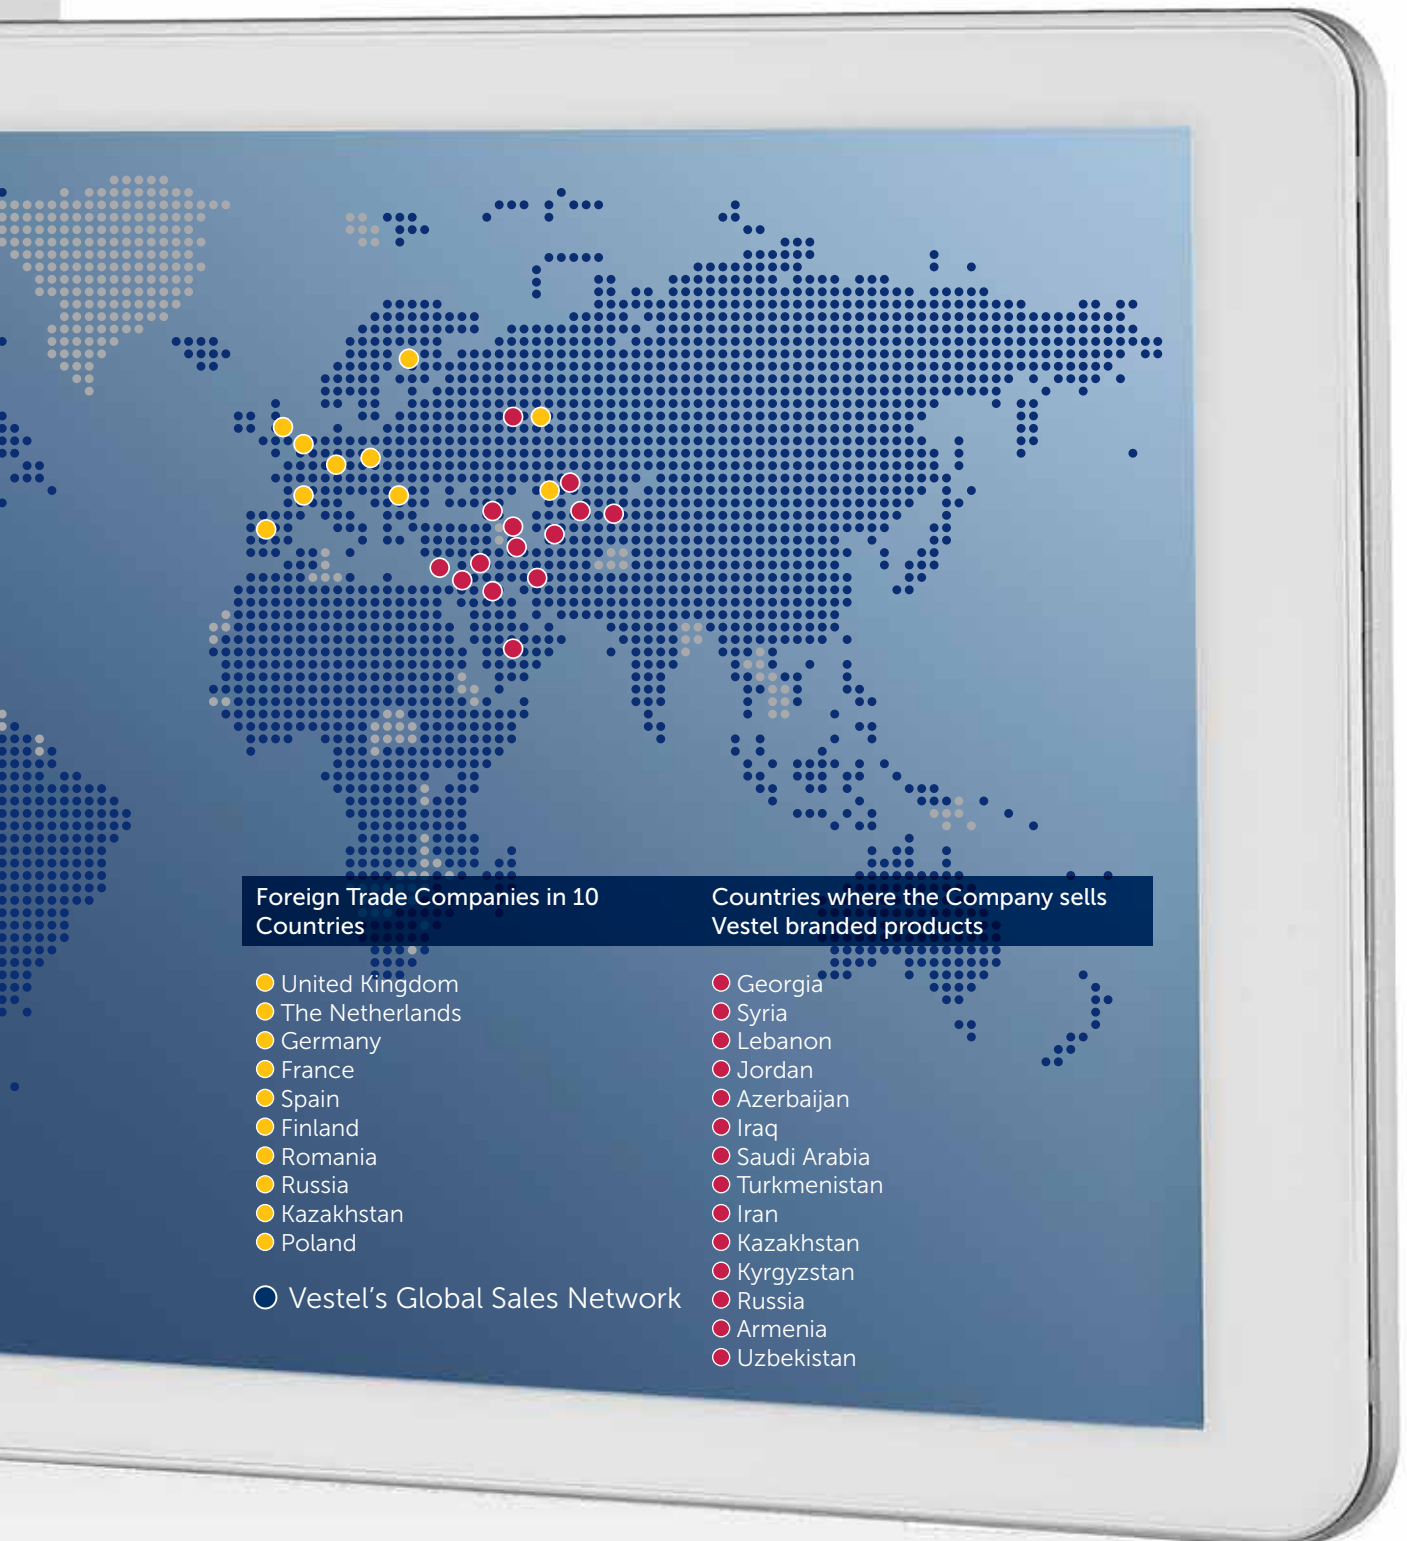 Foreign Trade Companies in 10
Countries
United Kingdom
The Netherlands
Germany
France
Spain
Finland
Romania
Russia
Kazakhstan
Poland
Vestel’s Global Sales Network
Countries where the Company sells
Vestel branded products
Georgia
Syria
Lebanon
Jordan
Azerbaijan
Iraq
Saudi Arabia
Turkmenistan
Iran
Kazakhstan
Kyrgyzstan
Russia
Armenia
Uzbekistan